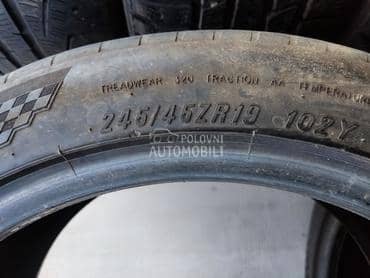 TREADWEAR 320 TRACTION AA TEMPERATURE
245/45ZR19 102Y
POLOVNI
AUTOMOBILI